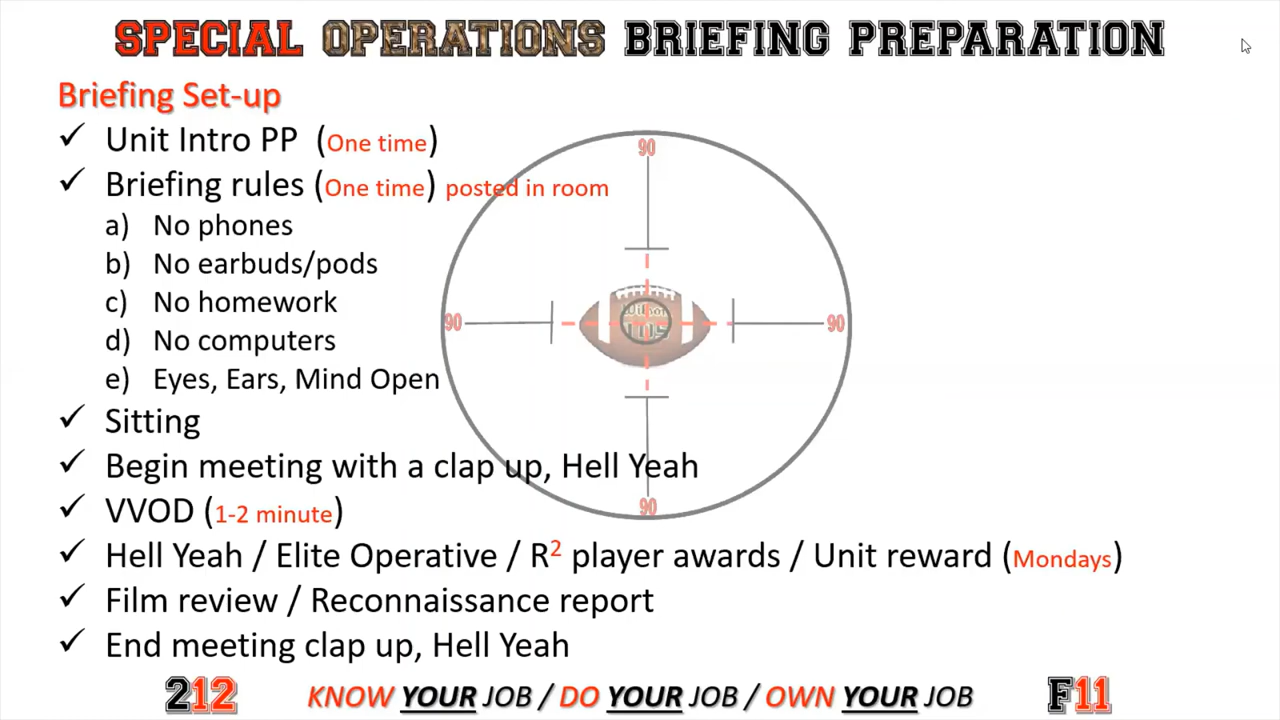 SPECIAL OPERATIONS BRIEFING PREPARATION
Briefing Set-up
✓ Unit Intro PP (One time)
✓ Briefing rules (One time) posted in room
a) No phones
b) No earbuds/pods
c) No homework
d) No computers
e) Eyes, Ears, Mind Open
✓ Sitting
✓ Begin meeting with a clap up, Hell Yeah
✓ VVOD (1-2 minute)
✓ Hell Yeah / Elite Operative / R² player awards / Unit reward (Mondays)
✓ Film review / Reconnaissance report
✓ End meeting clap up, Hell Yeah
90
90
90
90
Wilson
212
KNOW YOUR JOB / DO YOUR JOB / OWN YOUR JOB
F11